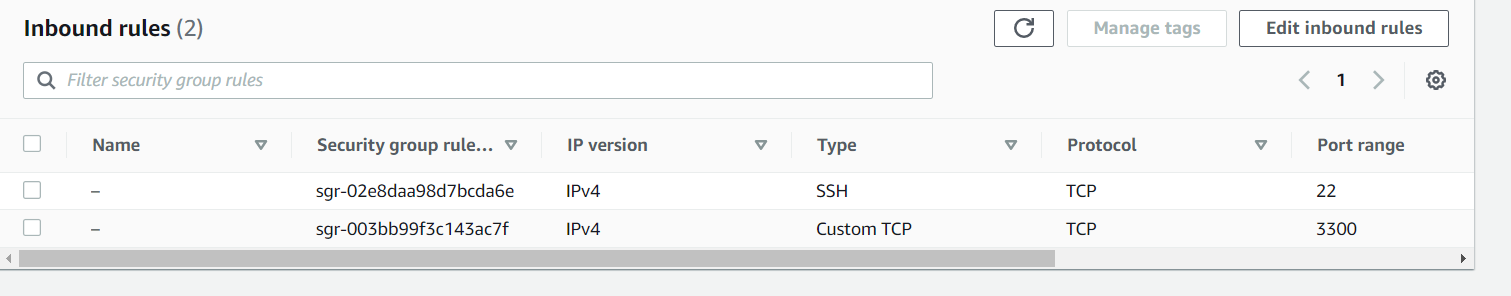 Inbound rules (2)
Manage tags
Edit inbound rules
Filter security group rules
1
Name Security group rule... IP version Type Protocol Port range
– sgr-02e8daa98d7bcda6e IPv4 SSH TCP 22
– sgr-003bb99f3c143ac7f IPv4 Custom TCP TCP 3300